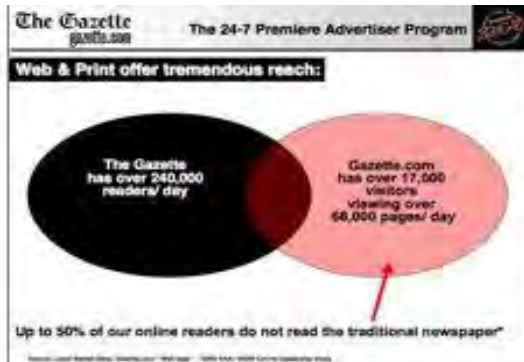 The Gazette
gazette.com
The 24-7 Premiere Advertiser Program
Web & Print offer tremendous reach:
The Gazette
has over 240,000
readers/ day
Gazette.com
has over 17,000
visitors
viewing over
68,000 pages/ day
Up to 50% of our online readers do not read the traditional newspaper*